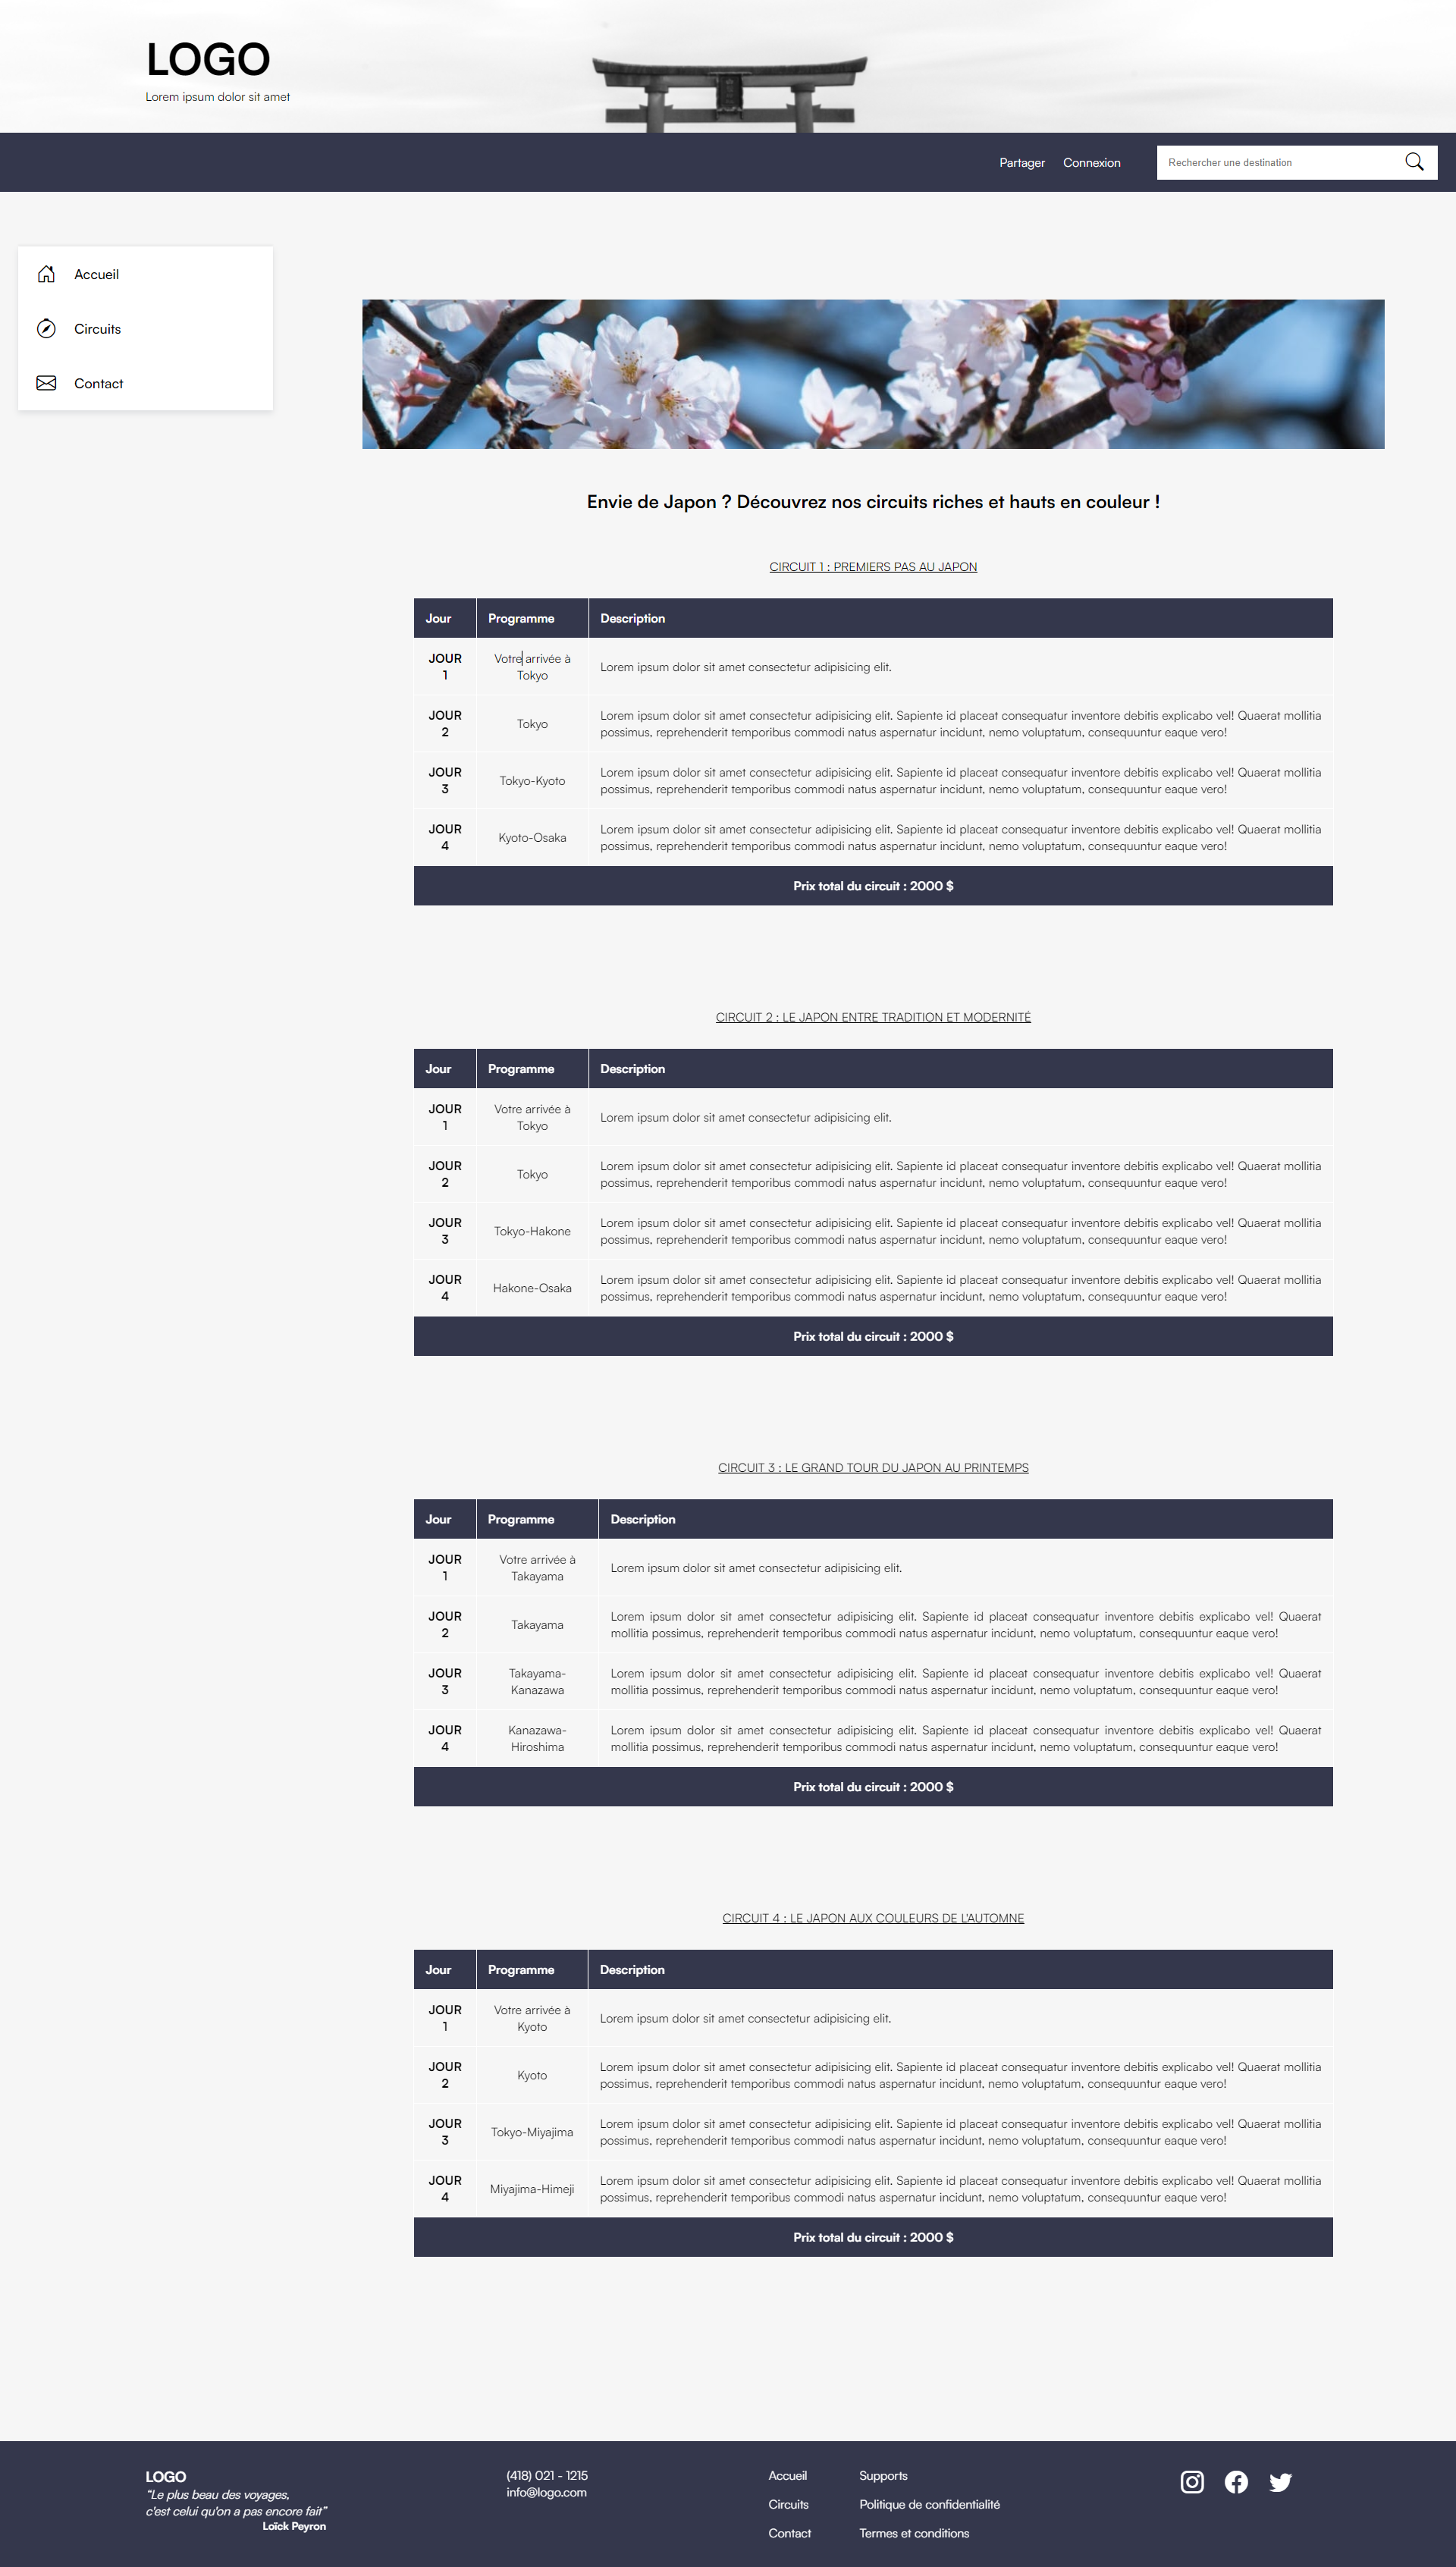 LOGO
Lorem ipsum dolor sit amet
Partager Connexion Rechercher une destination
Accueil
Circuits
Contact
Envie de Japon ? Découvrez nos circuits riches et hauts en couleur !
CIRCUIT 1 : PREMIERS PAS AU JAPON
Jour Programme Description
JOUR 1 Votre arrivée à Tokyo Lorem ipsum dolor sit amet consectetur adipisicing elit.
JOUR 2 Tokyo Lorem ipsum dolor sit amet consectetur adipisicing elit. Sapiente id placeat consequatur inventore debitis explicabo vel! Quaerat mollitia
possimus, reprehenderit temporibus commodi natus aspernatur incidunt, nemo voluptatum, consequuntur eaque vero!
JOUR 3 Tokyo-Kyoto Lorem ipsum dolor sit amet consectetur adipisicing elit. Sapiente id placeat consequatur inventore debitis explicabo vel! Quaerat mollitia
possimus, reprehenderit temporibus commodi natus aspernatur incidunt, nemo voluptatum, consequuntur eaque vero!
JOUR 4 Kyoto-Osaka Lorem ipsum dolor sit amet consectetur adipisicing elit. Sapiente id placeat consequatur inventore debitis explicabo vel! Quaerat mollitia
possimus, reprehenderit temporibus commodi natus aspernatur incidunt, nemo voluptatum, consequuntur eaque vero!
Prix total du circuit : 2000 $
CIRCUIT 2 : LE JAPON ENTRE TRADITION ET MODERNITÉ
Jour Programme Description
JOUR 1 Votre arrivée à Tokyo Lorem ipsum dolor sit amet consectetur adipisicing elit.
JOUR 2 Tokyo Lorem ipsum dolor sit amet consectetur adipisicing elit. Sapiente id placeat consequatur inventore debitis explicabo vel! Quaerat mollitia
possimus, reprehenderit temporibus commodi natus aspernatur incidunt, nemo voluptatum, consequuntur eaque vero!
JOUR 3 Tokyo-Hakone Lorem ipsum dolor sit amet consectetur adipisicing elit. Sapiente id placeat consequatur inventore debitis explicabo vel! Quaerat mollitia
possimus, reprehenderit temporibus commodi natus aspernatur incidunt, nemo voluptatum, consequuntur eaque vero!
JOUR 4 Hakone-Osaka Lorem ipsum dolor sit amet consectetur adipisicing elit. Sapiente id placeat consequatur inventore debitis explicabo vel! Quaerat mollitia
possimus, reprehenderit temporibus commodi natus aspernatur incidunt, nemo voluptatum, consequuntur eaque vero!
Prix total du circuit : 2000 $
CIRCUIT 3 : LE GRAND TOUR DU JAPON AU PRINTEMPS
Jour Programme Description
JOUR 1 Votre arrivée à Takayama Lorem ipsum dolor sit amet consectetur adipisicing elit.
JOUR 2 Takayama Lorem ipsum dolor sit amet consectetur adipisicing elit. Sapiente id placeat consequatur inventore debitis explicabo vel! Quaerat
mollitia possimus, reprehenderit temporibus commodi natus aspernatur incidunt, nemo voluptatum, consequuntur eaque vero!
JOUR 3 Takayama-Kanazawa Lorem ipsum dolor sit amet consectetur adipisicing elit. Sapiente id placeat consequatur inventore debitis explicabo vel! Quaerat
mollitia possimus, reprehenderit temporibus commodi natus aspernatur incidunt, nemo voluptatum, consequuntur eaque vero!
JOUR 4 Kanazawa-Hiroshima Lorem ipsum dolor sit amet consectetur adipisicing elit. Sapiente id placeat consequatur inventore debitis explicabo vel! Quaerat
mollitia possimus, reprehenderit temporibus commodi natus aspernatur incidunt, nemo voluptatum, consequuntur eaque vero!
Prix total du circuit : 2000 $
CIRCUIT 4 : LE JAPON AUX COULEURS DE L'AUTOMNE
Jour Programme Description
JOUR 1 Votre arrivée à Kyoto Lorem ipsum dolor sit amet consectetur adipisicing elit.
JOUR 2 Kyoto Lorem ipsum dolor sit amet consectetur adipisicing elit. Sapiente id placeat consequatur inventore debitis explicabo vel! Quaerat mollitia
possimus, reprehenderit temporibus commodi natus aspernatur incidunt, nemo voluptatum, consequuntur eaque vero!
JOUR 3 Tokyo-Miyajima Lorem ipsum dolor sit amet consectetur adipisicing elit. Sapiente id placeat consequatur inventore debitis explicabo vel! Quaerat mollitia
possimus, reprehenderit temporibus commodi natus aspernatur incidunt, nemo voluptatum, consequuntur eaque vero!
JOUR 4 Miyajima-Himeji Lorem ipsum dolor sit amet consectetur adipisicing elit. Sapiente id placeat consequatur inventore debitis explicabo vel! Quaerat mollitia
possimus, reprehenderit temporibus commodi natus aspernatur incidunt, nemo voluptatum, consequuntur eaque vero!
Prix total du circuit : 2000 $
LOGO
“Le plus beau des voyages,
c'est celui qu'on a pas encore fait”
Loïck Peyron
(418) 021 - 1215
info@logo.com
Accueil
Circuits
Contact
Supports
Politique de confidentialité
Termes et conditions